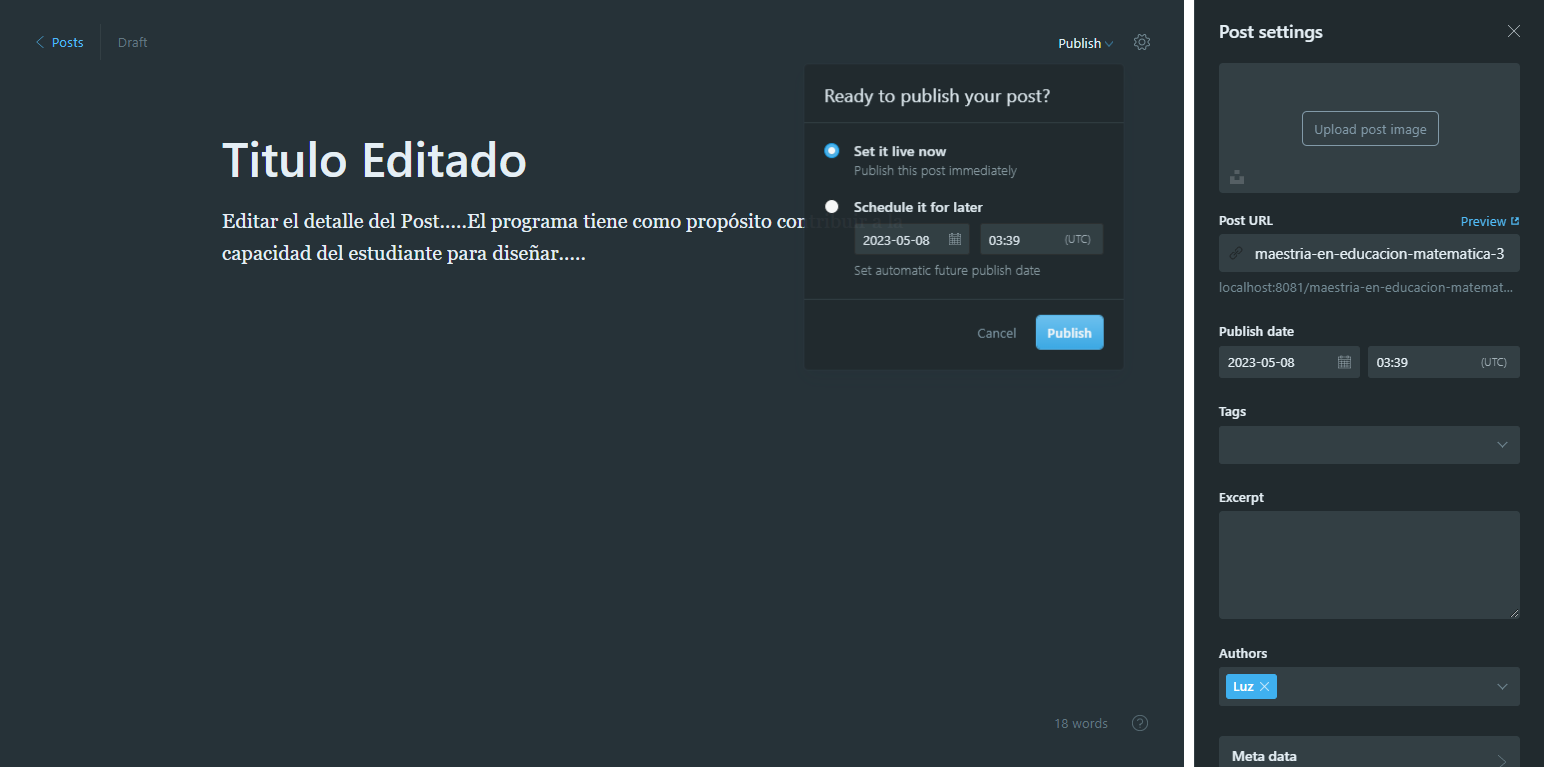 Posts
Draft
Publish
Ready to publish your post?
Set it live now
Publish this post immediately
Schedule it for later
2023-05-08
03:39
(UTC)
Set automatic future publish date
Cancel
Publish
Titulo Editado
Editar el detalle del Post.....El programa tiene como propósito contribuir a la
capacidad del estudiante para diseñar.....
18 words
Post settings
Upload post image
Post URL
Preview
maestria-en-educacion-matematica-3
localhost:8081/maestria-en-educacion-matemat...
Publish date
2023-05-08
03:39
(UTC)
Tags
Excerpt
Authors
Luz
Meta data